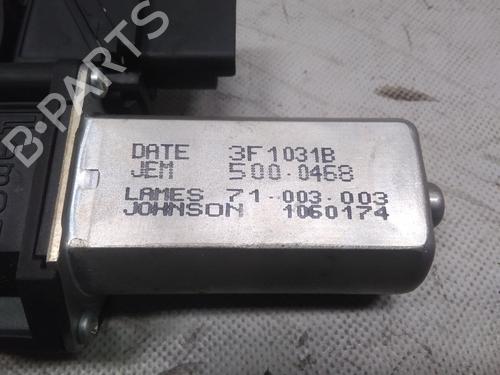 DATE 3F1031B
JEM 500.0468
LAMES 71.003.003
JOHNSON 1060174
B-PARTS